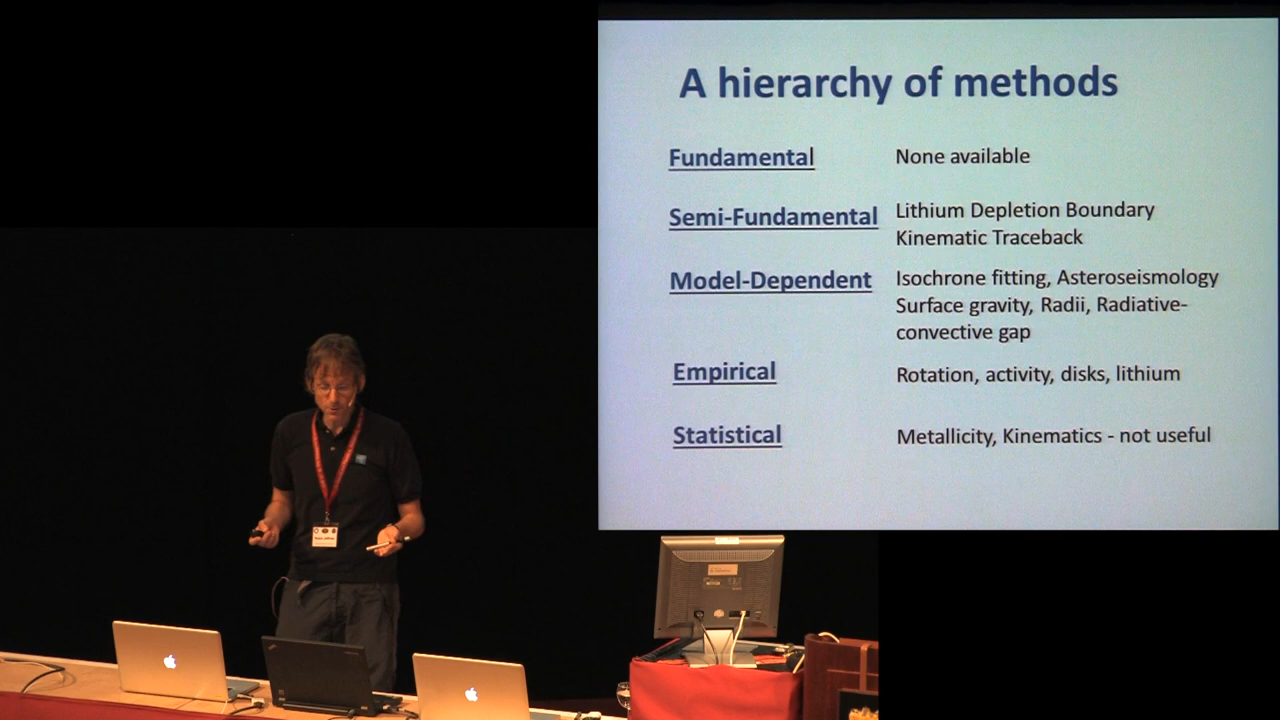 A hierarchy of methods
Fundamental
None available
Semi-Fundamental
Lithium Depletion Boundary
Kinematic Traceback
Model-Dependent
Isochrone fitting, Asteroseismology
Surface gravity, Radii, Radiative-
convective gap
Empirical
Rotation, activity, disks, lithium
Statistical
Metallicity, Kinematics - not useful